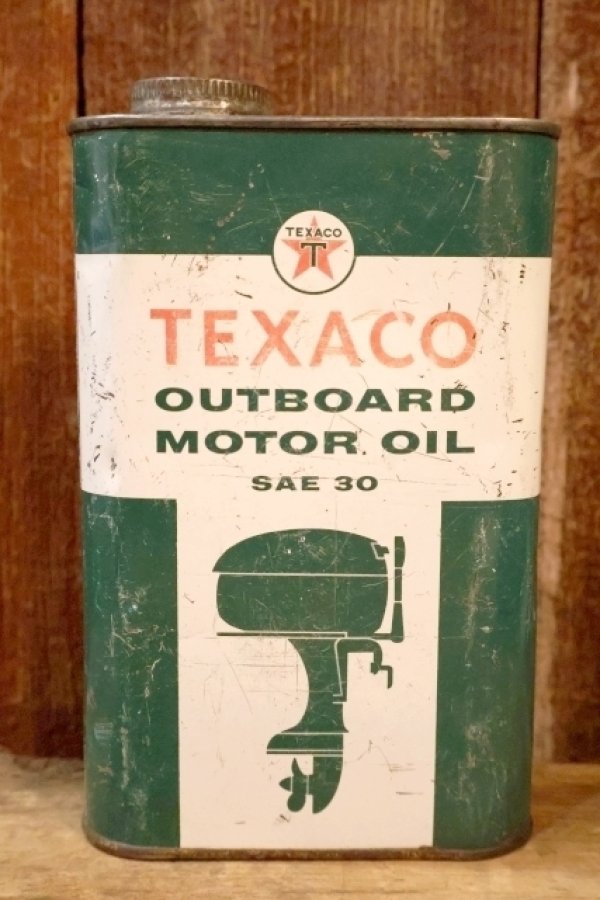 TEXACO
T
TEXACO
OUTBOARD
MOTOR OIL
SAE 30